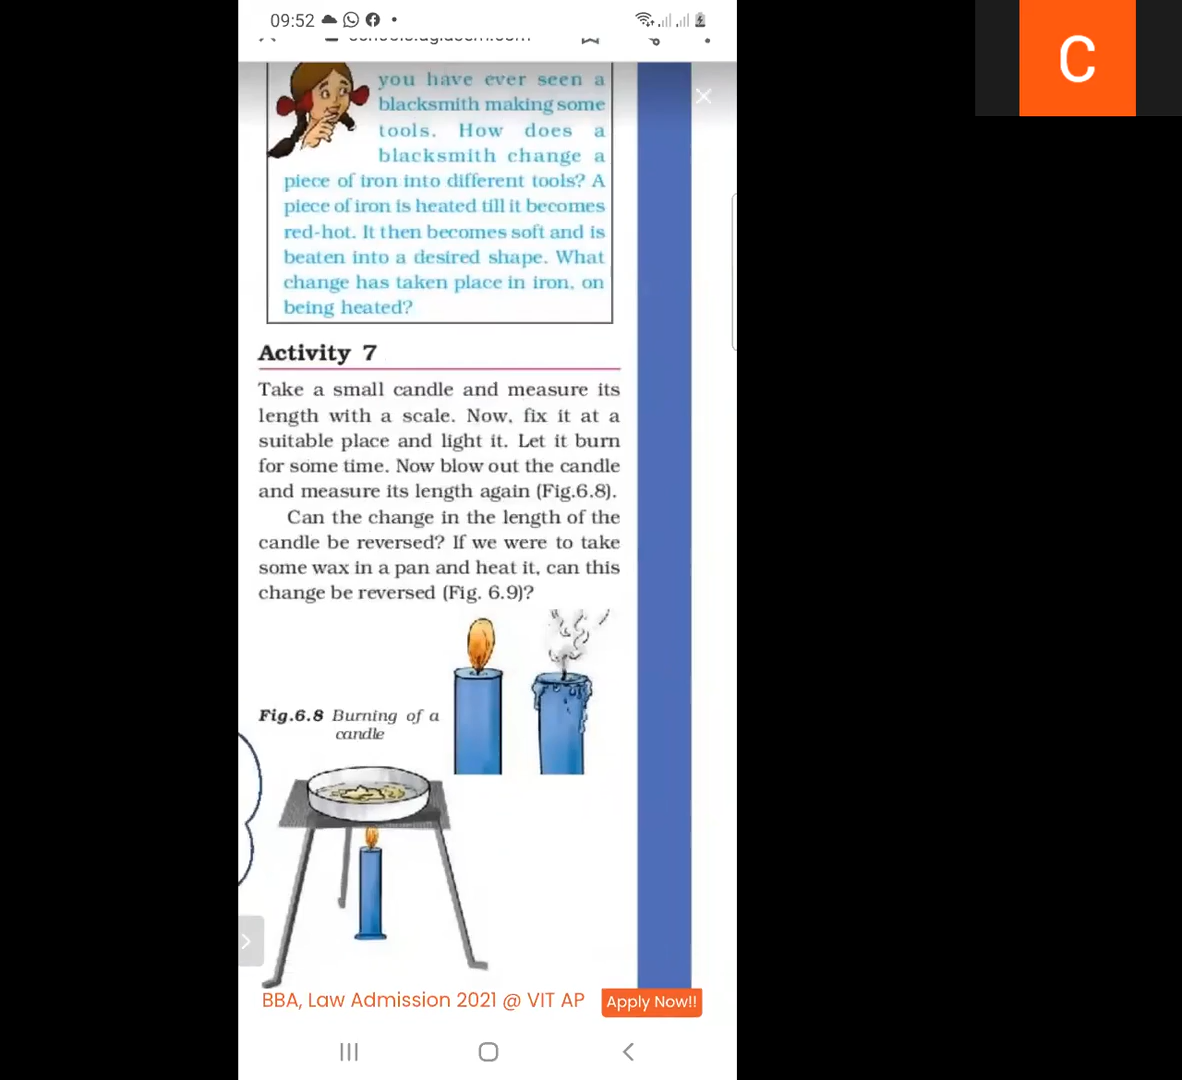 09:52
C
you have ever seen a
blacksmith making some
tools. How does a
blacksmith change a
piece of iron into different tools? A
piece of iron is heated till it becomes
red-hot. It then becomes soft and is
beaten into a desired shape. What
change has taken place in iron, on
being heated?
Activity 7
Take a small candle and measure its
length with a scale. Now, fix it at a
suitable place and light it. Let it burn
for some time. Now blow out the candle
and measure its length again (Fig.6.8).
Can the change in the length of the
candle be reversed? If we were to take
some wax in a pan and heat it, can this
change be reversed (Fig. 6.9)?
Fig.6.8 Burning of a
candle
BBA, Law Admission 2021 @ VIT AP
Apply Now!!